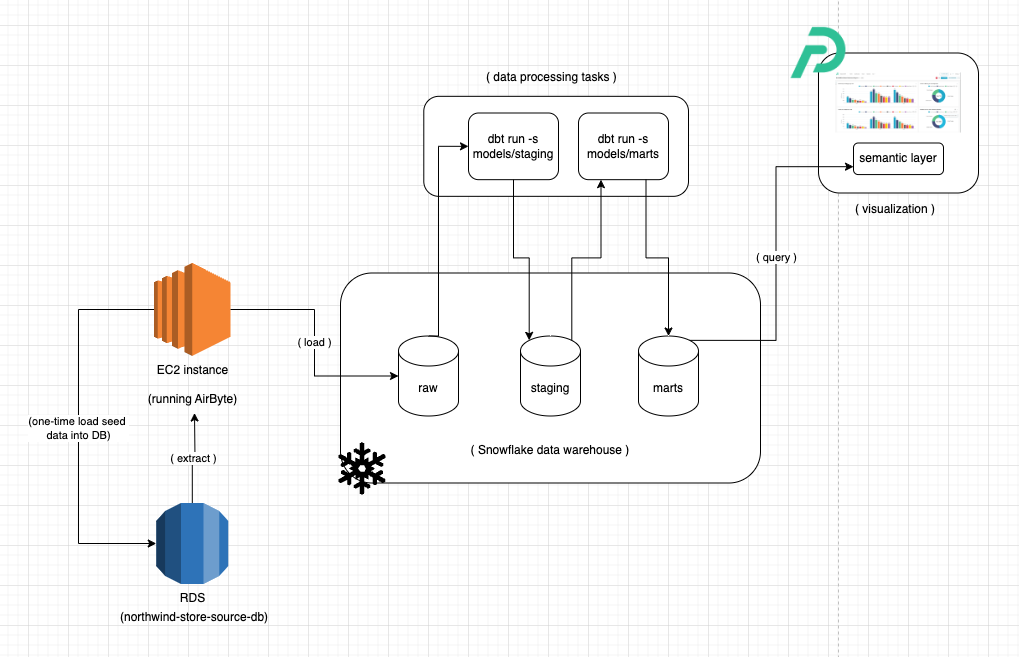 ( data processing tasks )
dbt run -s
models/staging
dbt run -s
models/marts
semantic layer
( visualization )
( query )
EC2 instance
(running AirByte)
( load )
raw
staging
marts
( Snowflake data warehouse )
(one-time load seed
data into DB)
( extract )
RDS
(northwind-store-source-db)